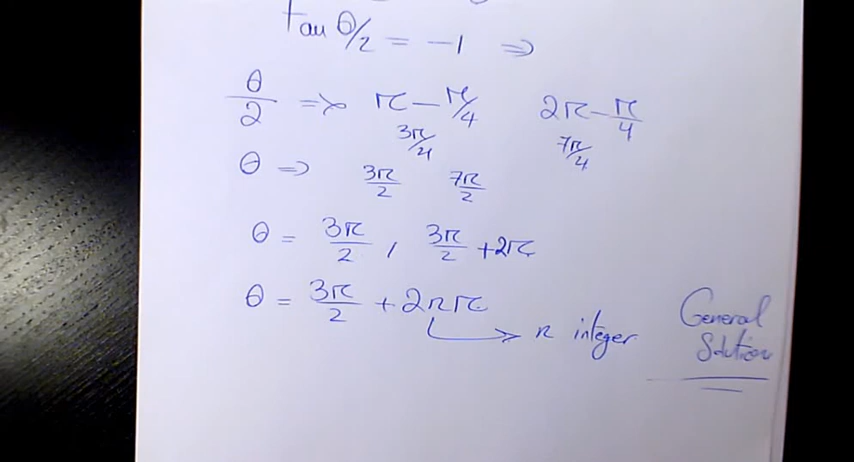 tan θ/2 = -1 ⇒
θ/2 ⇒ π - π/4 2π - π/4
3π/4 7π/4
θ ⇒ 3π/2 7π/2
θ = 3π/2 , 3π/2 + 2π
θ = 3π/2 + 2nπ
n integer
General
Solution